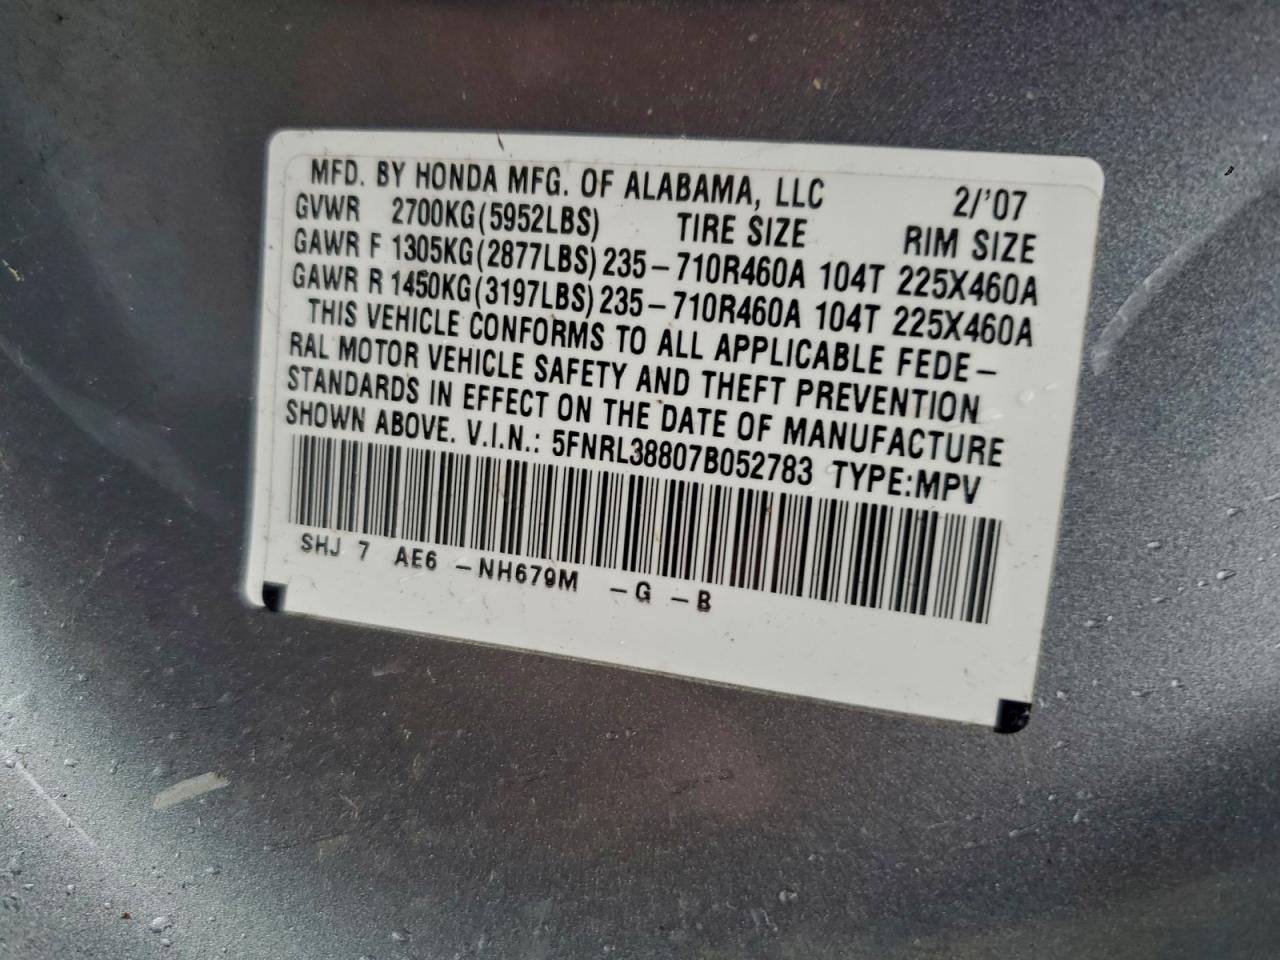 MFD. BY HONDA MFG. OF ALABAMA, LLC 2/'07
GVWR 2700KG(5952LBS) TIRE SIZE RIM SIZE
GAWR F 1305KG(2877LBS) 235-710R460A 104T 225X460A
GAWR R 1450KG(3197LBS) 235-710R460A 104T 225X460A
THIS VEHICLE CONFORMS TO ALL APPLICABLE FEDE-
RAL MOTOR VEHICLE SAFETY AND THEFT PREVENTION
STANDARDS IN EFFECT ON THE DATE OF MANUFACTURE
SHOWN ABOVE. V.I.N.: 5FNRL38807B052783 TYPE:MPV
SHJ 7 AE6 -NH679M -G -B